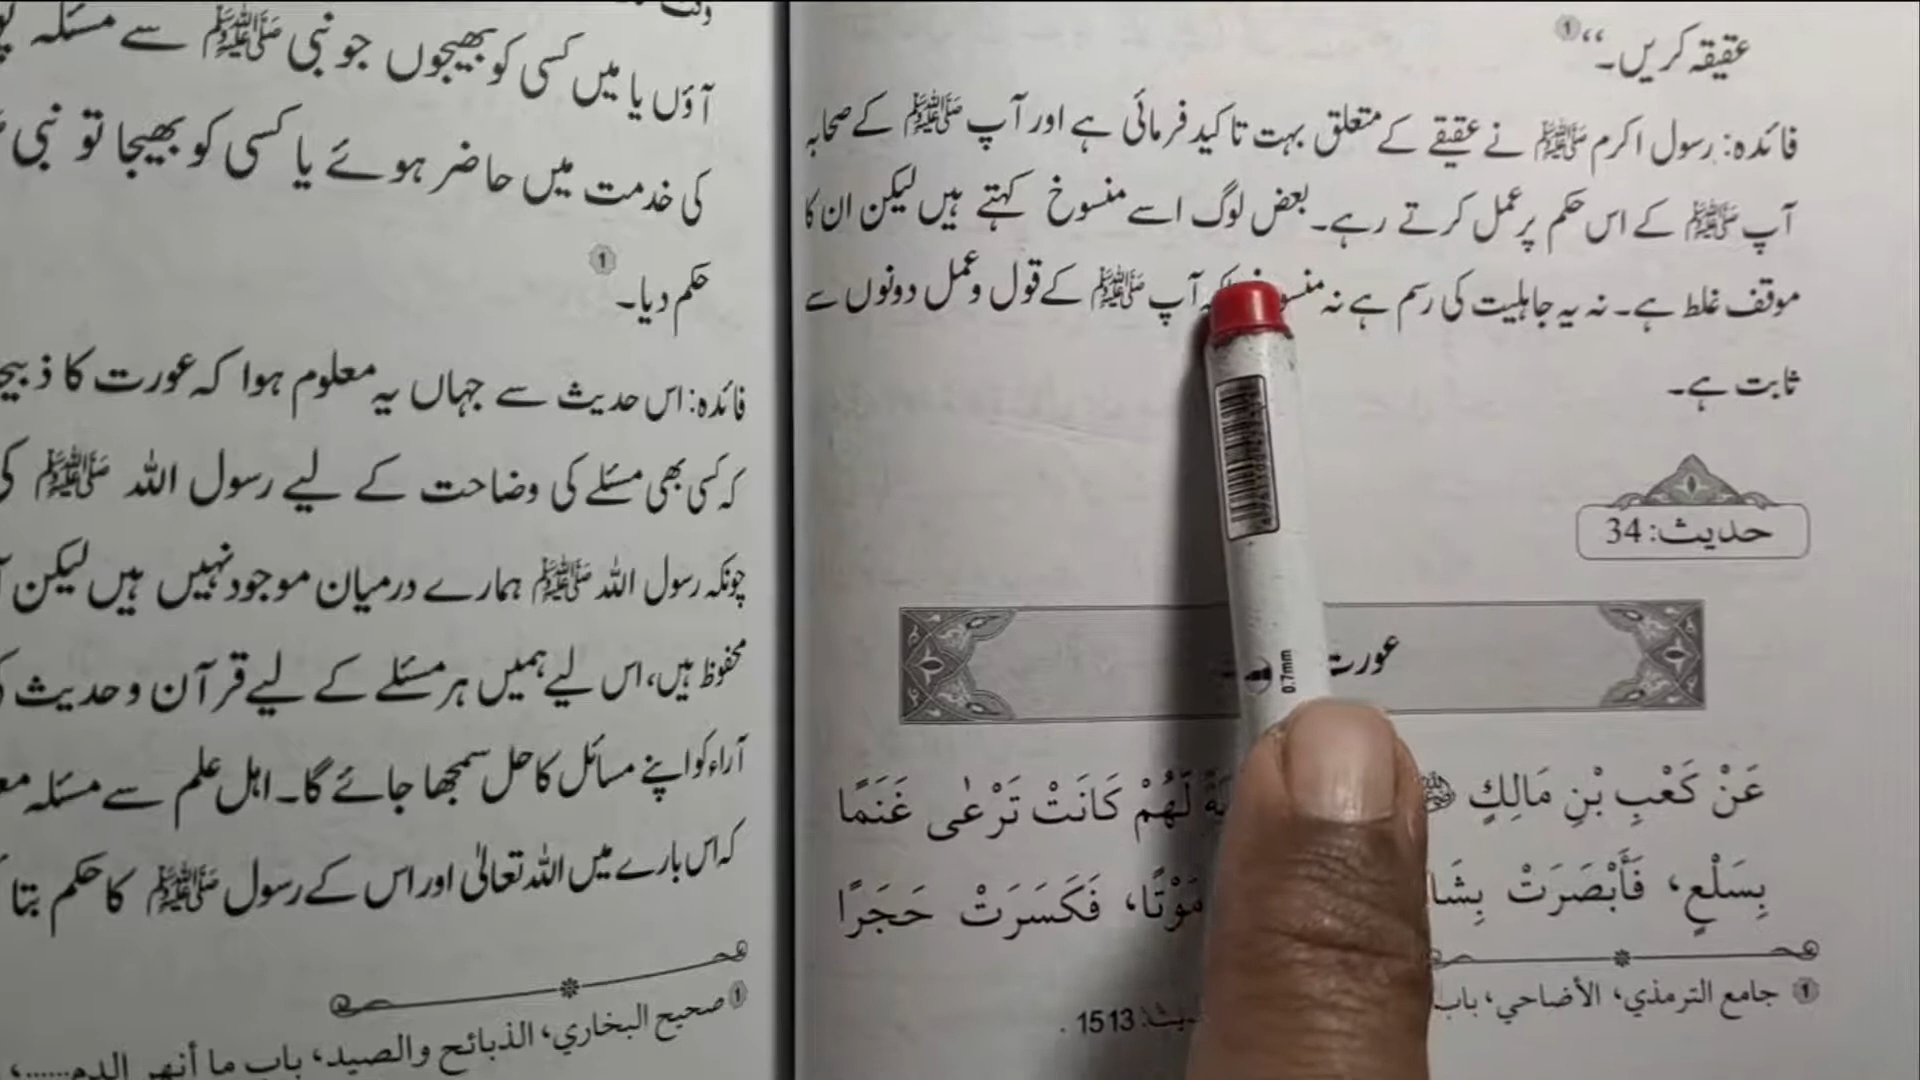 عقیقہ کریں۔“ ①
فائدہ: رسول اکرم ﷺ نے عقیقے کے متعلق بہت تاکید فرمائی ہے اور آپ ﷺ کے صحابہ
آپ ﷺ کے اس حکم پر عمل کرتے رہے۔ بعض لوگ اسے منسوخ کہتے ہیں لیکن ان کا
موقف غلط ہے۔ نہ یہ جاہلیت کی رسم ہے نہ آپ ﷺ کے قول و عمل دونوں سے
ثابت ہے۔
حدیث: 34
عورت
عَنْ كَعْبِ بْنِ مَالِكٍ لَهُمْ كَانَتْ تَرْعٰى غَنَمًا
بِسَلْعٍ، فَأَبْصَرَتْ مَوْتًا، فَكَسَرَتْ حَجَرًا
① جامع الترمذي، الأضاحي، باب 1513.
آؤں یا میں کسی کو بھیجوں جو نبی ﷺ سے مسئلہ
کی خدمت میں حاضر ہوئے یا کسی کو بھیجا تو نبی
حکم دیا۔ ①
فائدہ: اس حدیث سے جہاں یہ معلوم ہوا کہ عورت کا
کہ کسی بھی مسئلے کی وضاحت کے لیے رسول اللہ ﷺ کی
چونکہ رسول اللہ ﷺ ہمارے درمیان موجود نہیں ہیں لیکن
محفوظ ہیں، اس لیے ہمیں ہر مسئلے کے لیے قرآن و حدیث
آراء کو اپنے مسائل کا حل سمجھا جائے گا۔ اہل علم سے مسئلہ
کہ اس بارے میں اللہ تعالیٰ اور اس کے رسول ﷺ کا حکم بتا
① صحيح البخاري، الذبائح والصيد، باب ما أنهر الدم......،
0.7mm